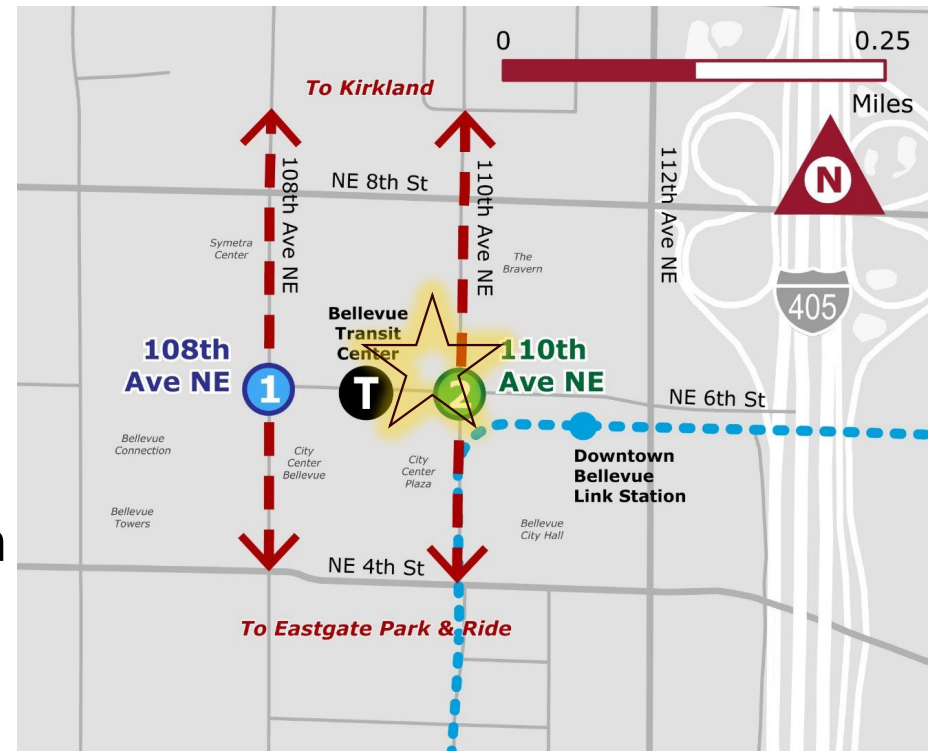 0 0.25
Miles
To Kirkland
N
108th Ave NE
NE 8th St
110th Ave NE
112th Ave NE
Symetra
Center
The
Bravern
405
Bellevue
Transit
Center
108th
Ave NE
1
T
2
110th
Ave NE
NE 6th St
Bellevue
Connection
City
Center
Bellevue
City
Center
Plaza
Downtown
Bellevue
Link Station
Bellevue
Towers
Bellevue
City Hall
NE 4th St
To Eastgate Park & Ride